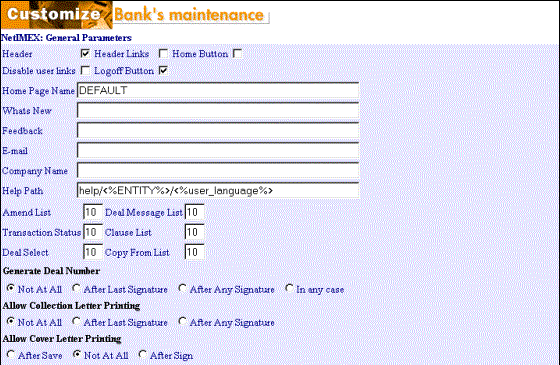 Customize Bank's maintenance
NetIMEX: General Parameters
Header Header Links Home Button
Disable user links Logoff Button
Home Page Name DEFAULT
Whats New
Feedback
E-mail
Company Name
Help Path help/<%ENTITY%>/<%user_language%>
Amend List 10 Deal Message List 10
Transaction Status 10 Clause List 10
Deal Select 10 Copy From List 10
Generate Deal Number
Not At All After Last Signature After Any Signature In any case
Allow Collection Letter Printing
Not At All After Last Signature After Any Signature
Allow Cover Letter Printing
After Save Not At All After Sign